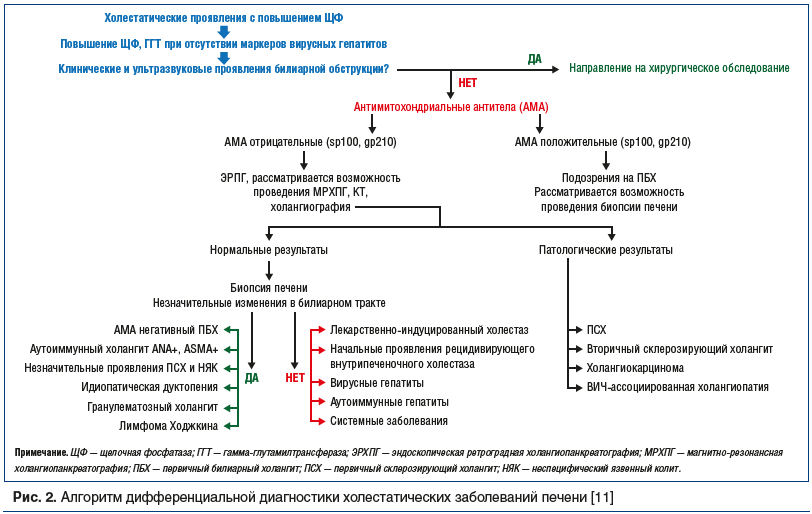 Холестатические проявления с повышением ЩФ
Повышение ЩФ, ГГТ при отсутствии маркеров вирусных гепатитов
Клинические и ультразвуковые проявления билиарной обструкции?
ДА
Направление на хирургическое обследование
НЕТ
Антимитохондриальные антитела (АМА)
АМА отрицательные (sp100, gp210)
АМА положительные (sp100, gp210)
ЭРПГ, рассматривается возможность
проведения МРХПГ, КТ,
холангиография
Подозрения на ПБХ
Рассматривается возможность
проведения биопсии печени
Нормальные результаты
Патологические результаты
Биопсия печени
Незначительные изменения в билиарном тракте
АМА негативный ПБХ
Аутоиммунный холангит ANA+, ASMA+
Незначительные проявления ПСХ и НЯК
Идиопатическая дуктопения
Гранулематозный холангит
Лимфома Ходжкина
ДА
НЕТ
Лекарственно-индуцированный холестаз
Начальные проявления рецидивирующего
внутрипеченочного холестаза
Вирусные гепатиты
Аутоиммунные гепатиты
Системные заболевания
ПСХ
Вторичный склерозирующий холангит
Холангиокарцинома
ВИЧ-ассоциированная холангиопатия
Примечание. ЩФ — щелочная фосфатаза; ГГТ — гамма-глутамилтрансфераза; ЭРХПГ — эндоскопическая ретроградная холангиопанкреатография; МРХПГ — магнитно-резонансная
холангиопанкреатография; ПБХ — первичный билиарный холангит; ПСХ — первичный склерозирующий холангит; НЯК — неспецифический язвенный колит.
Рис. 2. Алгоритм дифференциальной диагностики холестатических заболеваний печени [11]